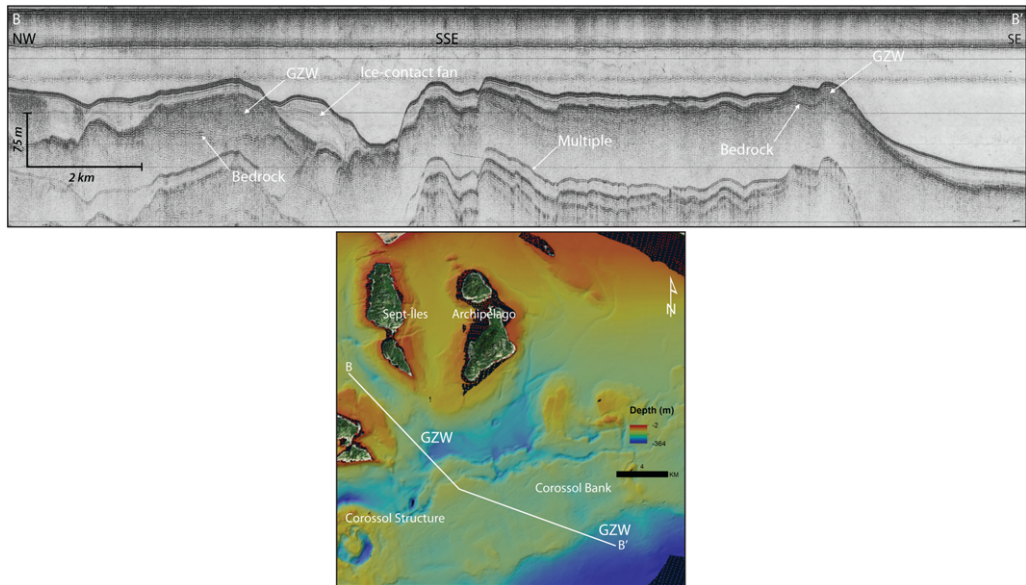 B
B'
NW
SSE
SE
GZW
GZW
Ice-contact fan
75 m
Multiple
Bedrock
Bedrock
2 km
N
Sept-Îles
Archipelago
B
Depth (m)
-2
GZW
-364
4
KM
Corossol Bank
Corossol Structure
GZW
B'